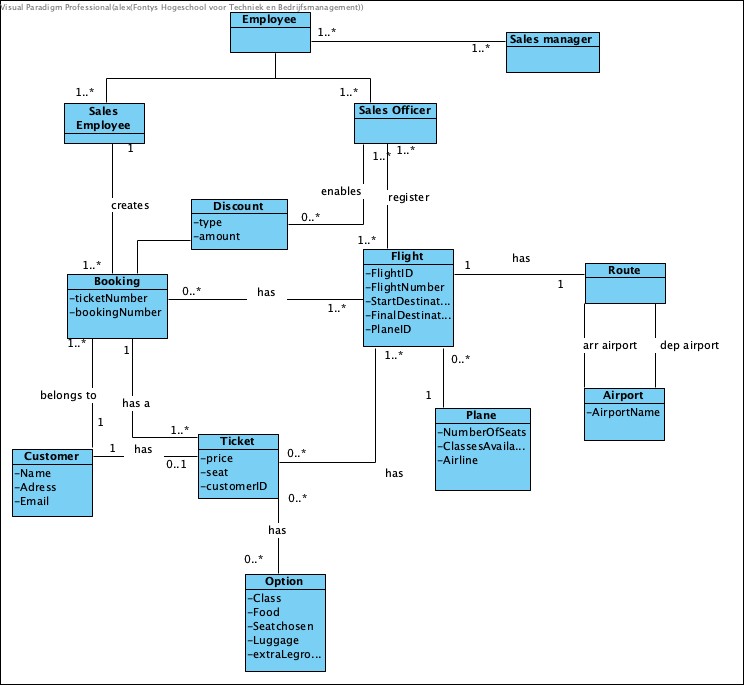 Visual Paradigm Professional(alex(Fontys Hogeschool voor Techniek en Bedrijfsmanagement))
Employee
1..*
Sales manager
1..*
1..*
1..*
Sales
Employee
Sales Officer
1
1..*
1..*
enables
register
creates
Discount
-type
-amount
0..*
1..*
1..*
Flight
-FlightID
-FlightNumber
-StartDestinat...
-FinalDestinat...
-PlaneID
1
has
1
Route
Booking
-ticketNumber
-bookingNumber
0..*
has
1..*
1..*
1
1..*
0..*
arr airport
dep airport
belongs to
has a
1
1
Airport
-AirportName
Plane
-NumberOfSeats
-ClassesAvaila...
-Airline
1..*
Customer
-Name
-Adress
-Email
1
has
0..1
Ticket
-price
-seat
-customerID
0..*
has
0..*
has
0..*
Option
-Class
-Food
-Seatchosen
-Luggage
-extraLegro...